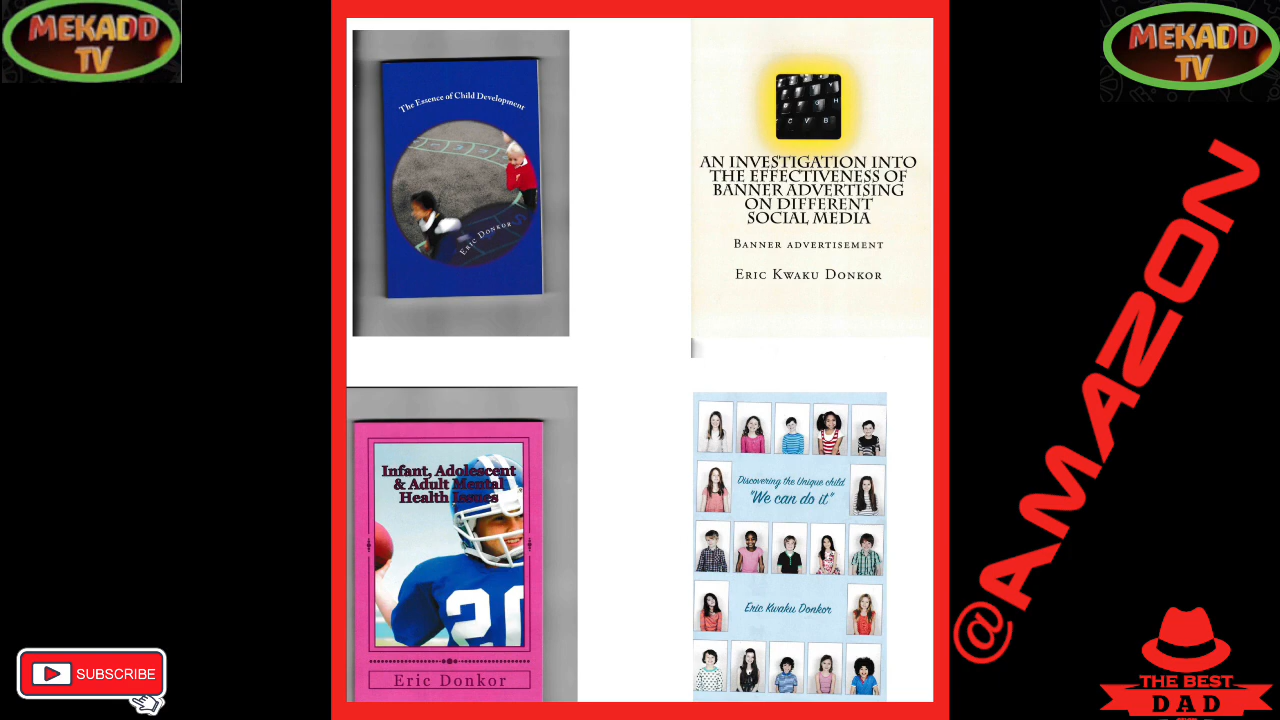 MEKADD
TV
MEKADD
TV
The Essence of Child Development
Eric Donkor
Y
G H
C V B
AN INVESTIGATION INTO
THE EFFECTIVENESS OF
BANNER ADVERTISING
ON DIFFERENT
SOCIAL MEDIA
BANNER ADVERTISEMENT
ERIC KWAKU DONKOR
Infant, Adolescent
& Adult Mental
Health Issues
20
Eric Donkor
Discovering the Unique child
"We can do it"
Eric Kwaku Donkor
@AMAZON
SUBSCRIBE
THE BEST
DAD